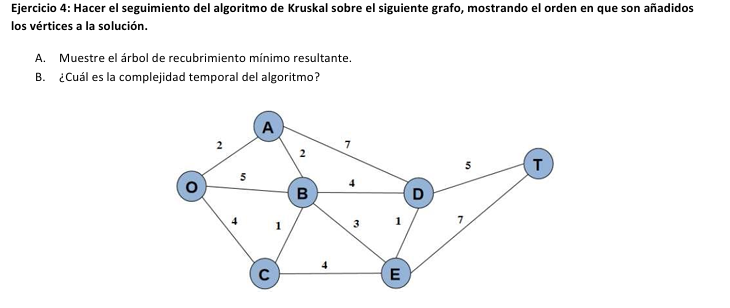 Ejercicio 4: Hacer el seguimiento del algoritmo de Kruskal sobre el siguiente grafo, mostrando el orden en que son añadidos
los vértices a la solución.
A. Muestre el árbol de recubrimiento mínimo resultante.
B. ¿Cuál es la complejidad temporal del algoritmo?
A
2
7
2
5
T
5
4
O
B
D
4
1
3
1
7
4
C
E